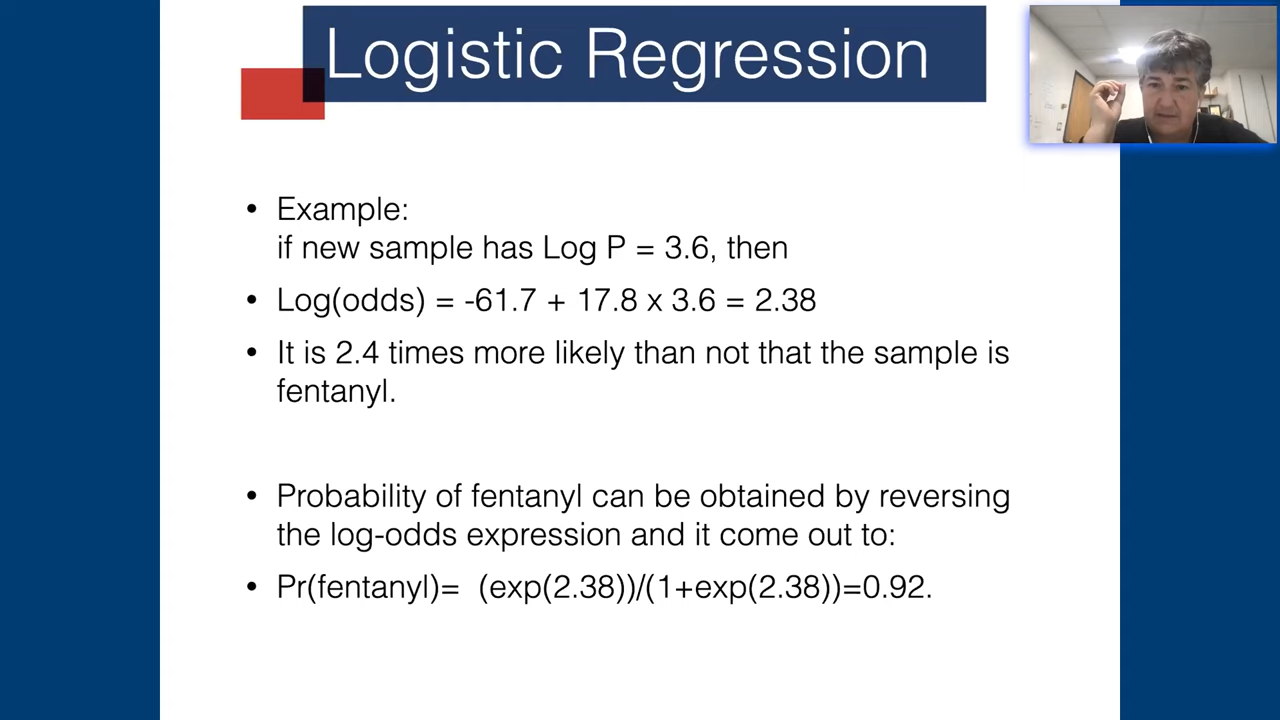 Logistic Regression
• Example:
if new sample has Log P = 3.6, then
• Log(odds) = -61.7 + 17.8 x 3.6 = 2.38
• It is 2.4 times more likely than not that the sample is
fentanyl.
• Probability of fentanyl can be obtained by reversing
the log-odds expression and it come out to:
• Pr(fentanyl)= (exp(2.38))/(1+exp(2.38))=0.92.